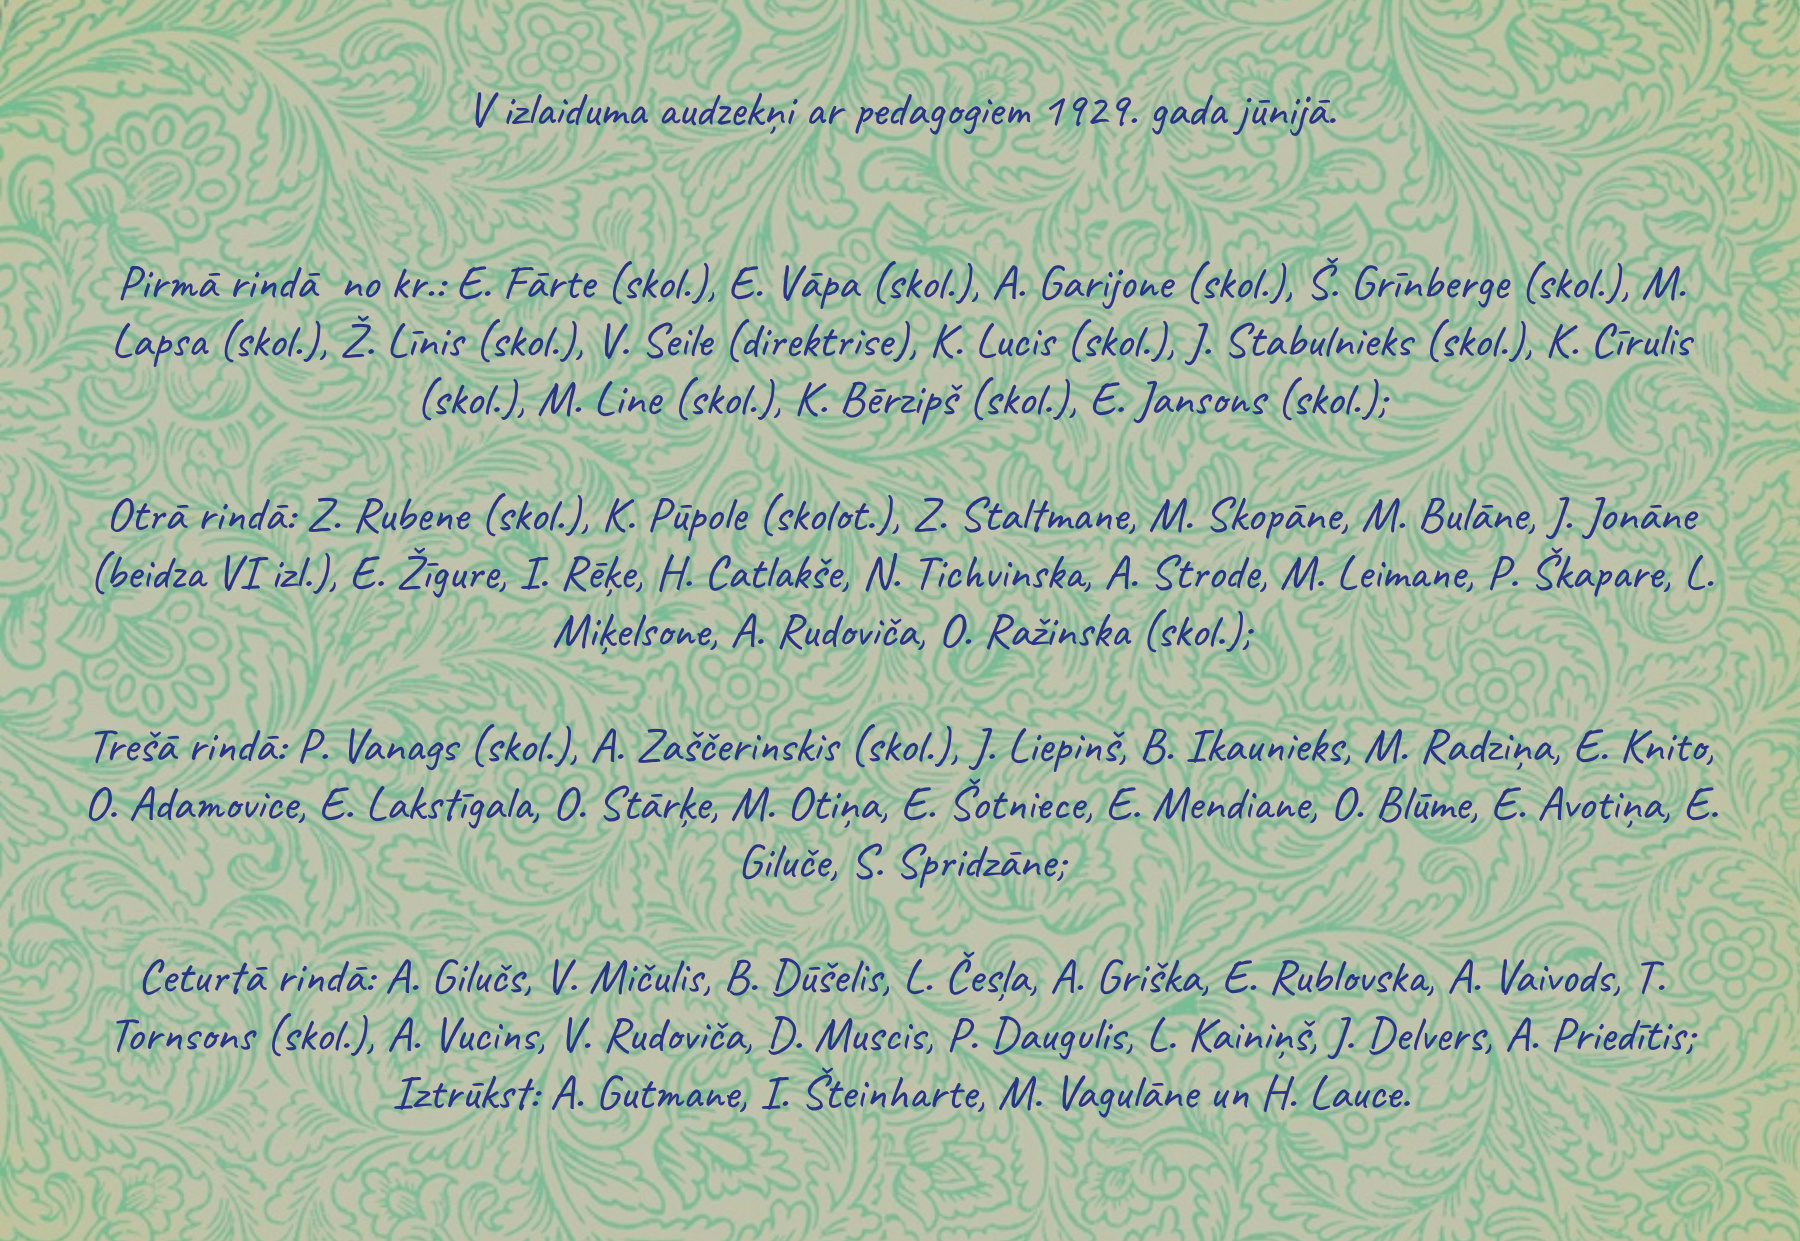 V izlaiduma audzekņi ar pedagogiem 1929. gada jūnijā.
Pirmā rindā no kr.: E. Fārte (skol.), E. Vāpa (skol.), A. Garijone (skol.), Š. Grīnberge (skol.), M.
Lapsa (skol.), Ž. Līnis (skol.), V. Seile (direktrise), K. Lucis (skol.), J. Stabulnieks (skol.), K. Cīrulis
(skol.), M. Line (skol.), K. Bērzipš (skol.), E. Jansons (skol.);
Otrā rindā: Z. Rubene (skol.), K. Pūpole (skolot.), Z. Staltmane, M. Skopāne, M. Bulāne, J. Jonāne
(beidza VI izl.), E. Žīgure, I. Rēķe, H. Catlakše, N. Tichvinska, A. Strode, M. Leimane, P. Škapare, L.
Miķelsone, A. Rudoviča, O. Ražinska (skol.);
Trešā rindā: P. Vanags (skol.), A. Zaščerinskis (skol.), J. Liepinš, B. Ikaunieks, M. Radziņa, E. Knito,
O. Adamovice, E. Lakstīgala, O. Stārķe, M. Otiņa, E. Šotniece, E. Mendiane, O. Blūme, E. Avotiņa, E.
Giluče, S. Spridzāne;
Ceturtā rindā: A. Gilučs, V. Mičulis, B. Dūšelis, L. Česļa, A. Griška, E. Rublovska, A. Vaivods, T.
Tornsons (skol.), A. Vucins, V. Rudoviča, D. Muscis, P. Daugulis, L. Kainiņš, J. Delvers, A. Priedītis;
Iztrūkst: A. Gutmane, I. Šteinharte, M. Vagulāne un H. Lauce.